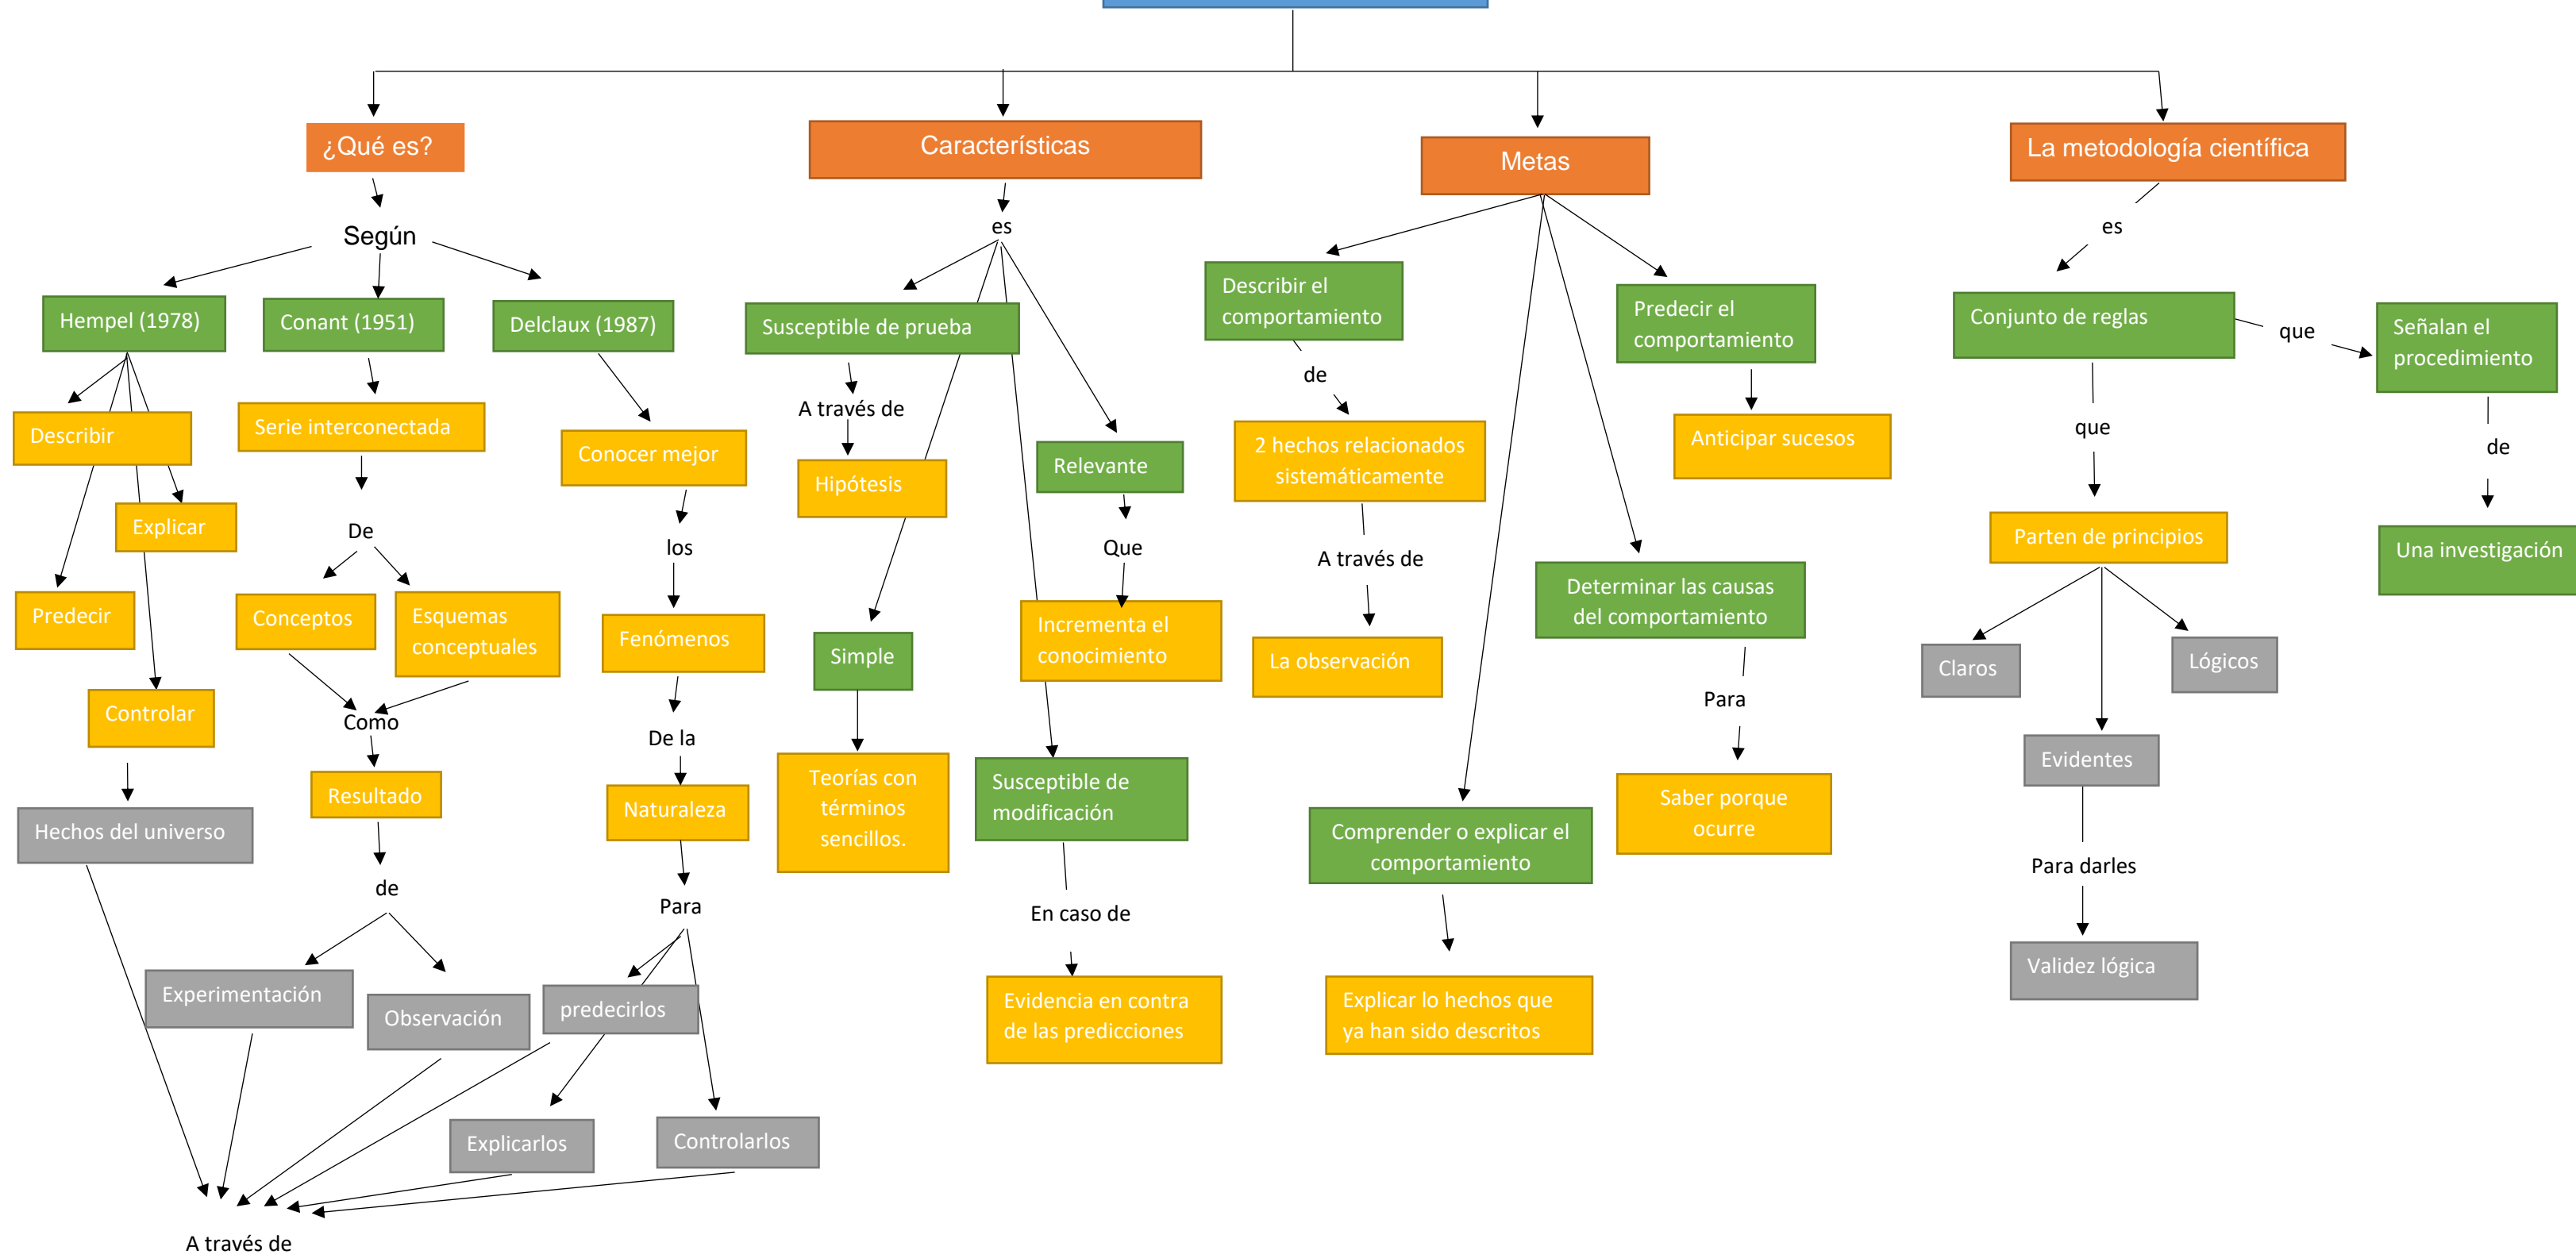 ¿Qué es?
Según
Hempel (1978)
Conant (1951)
Delclaux (1987)
Describir
Explicar
Predecir
Controlar
Hechos del universo
Serie interconectada
De
Conceptos
Esquemas
conceptuales
Como
Resultado
de
Experimentación
Observación
Conocer mejor
los
Fenómenos
De la
Naturaleza
Para
predecirlos
Explicarlos
Controlarlos
A través de
Característísticas
es
Susceptible de prueba
A través de
Hipótesis
Simple
Teorías con
términos
sencillos.
Relevante
Que
Incrementa el
conocimiento
Susceptible de
modificación
En caso de
Evidencia en contra
de las predicciones
Metas
Describir el
comportamiento
de
2 hechos relacionados
sistemáticamente
A través de
La observación
Predecir el
comportamiento
Anticipar sucesos
Determinar las causas
del comportamiento
Para
Saber porque
ocurre
Comprender o explicar el
comportamiento
Explicar lo hechos que
ya han sido descritos
La metodología científica
es
Conjunto de reglas
que
Señalan el
procedimiento
de
Una investigación
que
Parten de principios
Claros
Lógicos
Evidentes
Para darles
Validez lógica